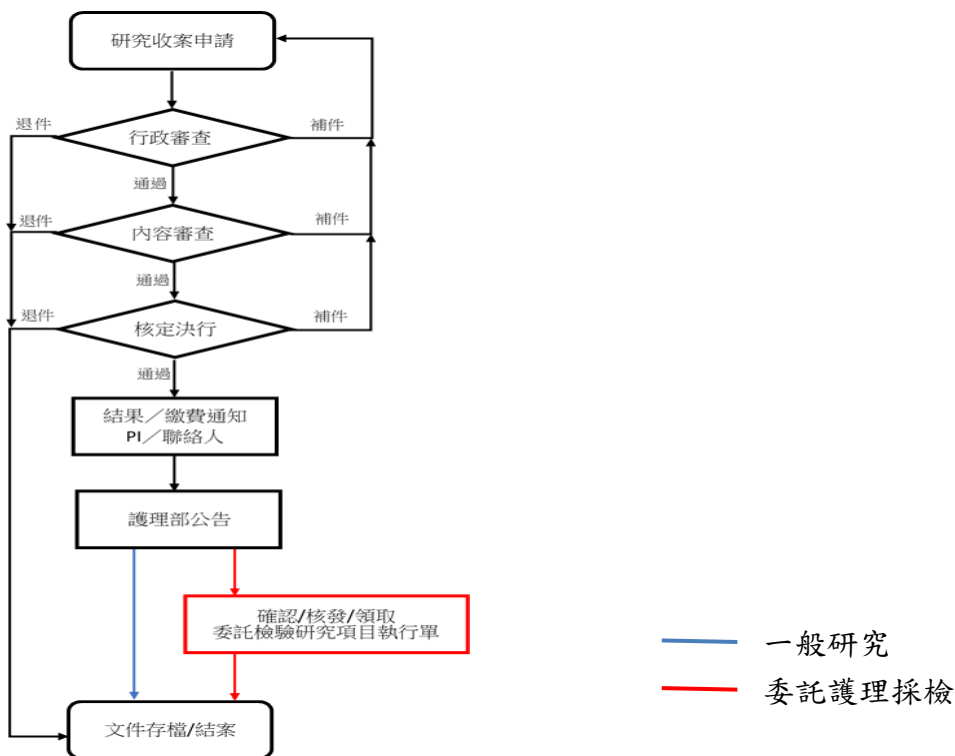 研究收案申請
退件
行政審查
補件
通過
退件
內容審查
補件
通過
退件
核定決行
補件
通過
結果／繳費通知
PI／聯絡人
護理部公告
確認/核發/領取
委託檢驗研究項目執行單
一般研究
委託護理採檢
文件存檔/結案